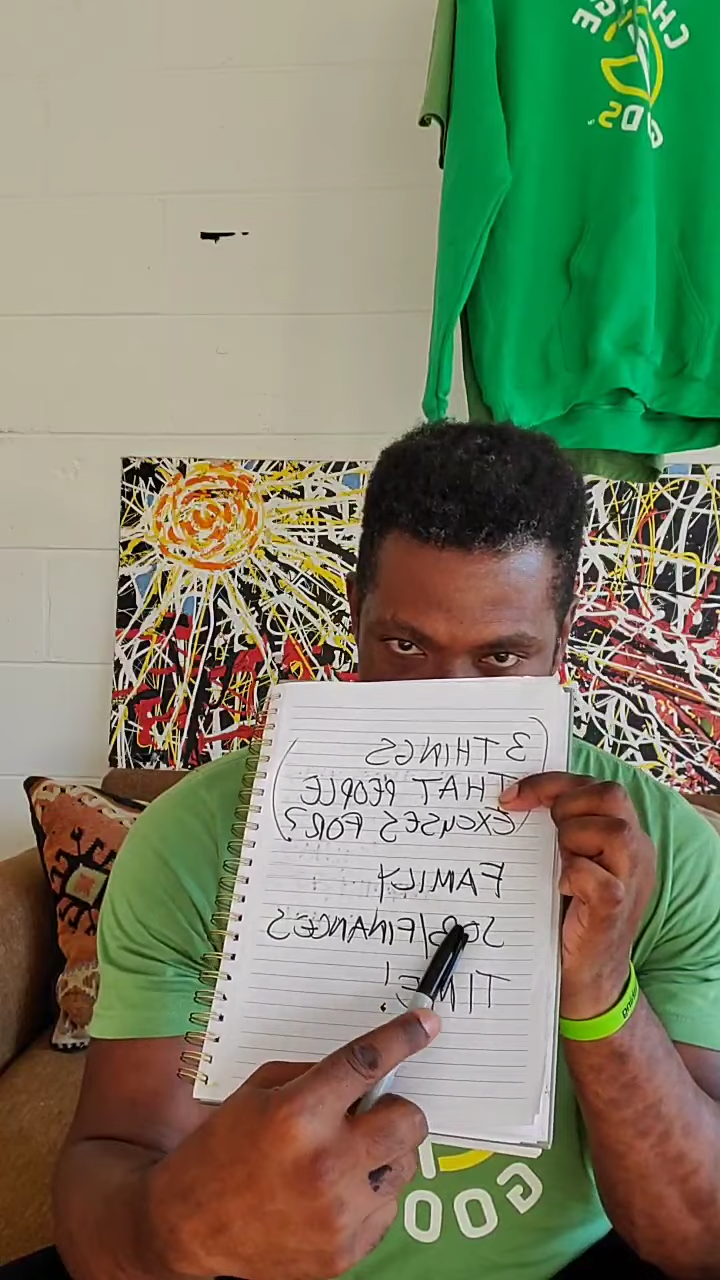 (3 THINGS
THAT PEOPLE
EXCUSES FOR?)
FAMILY
JOB/FINANCES
TIME!